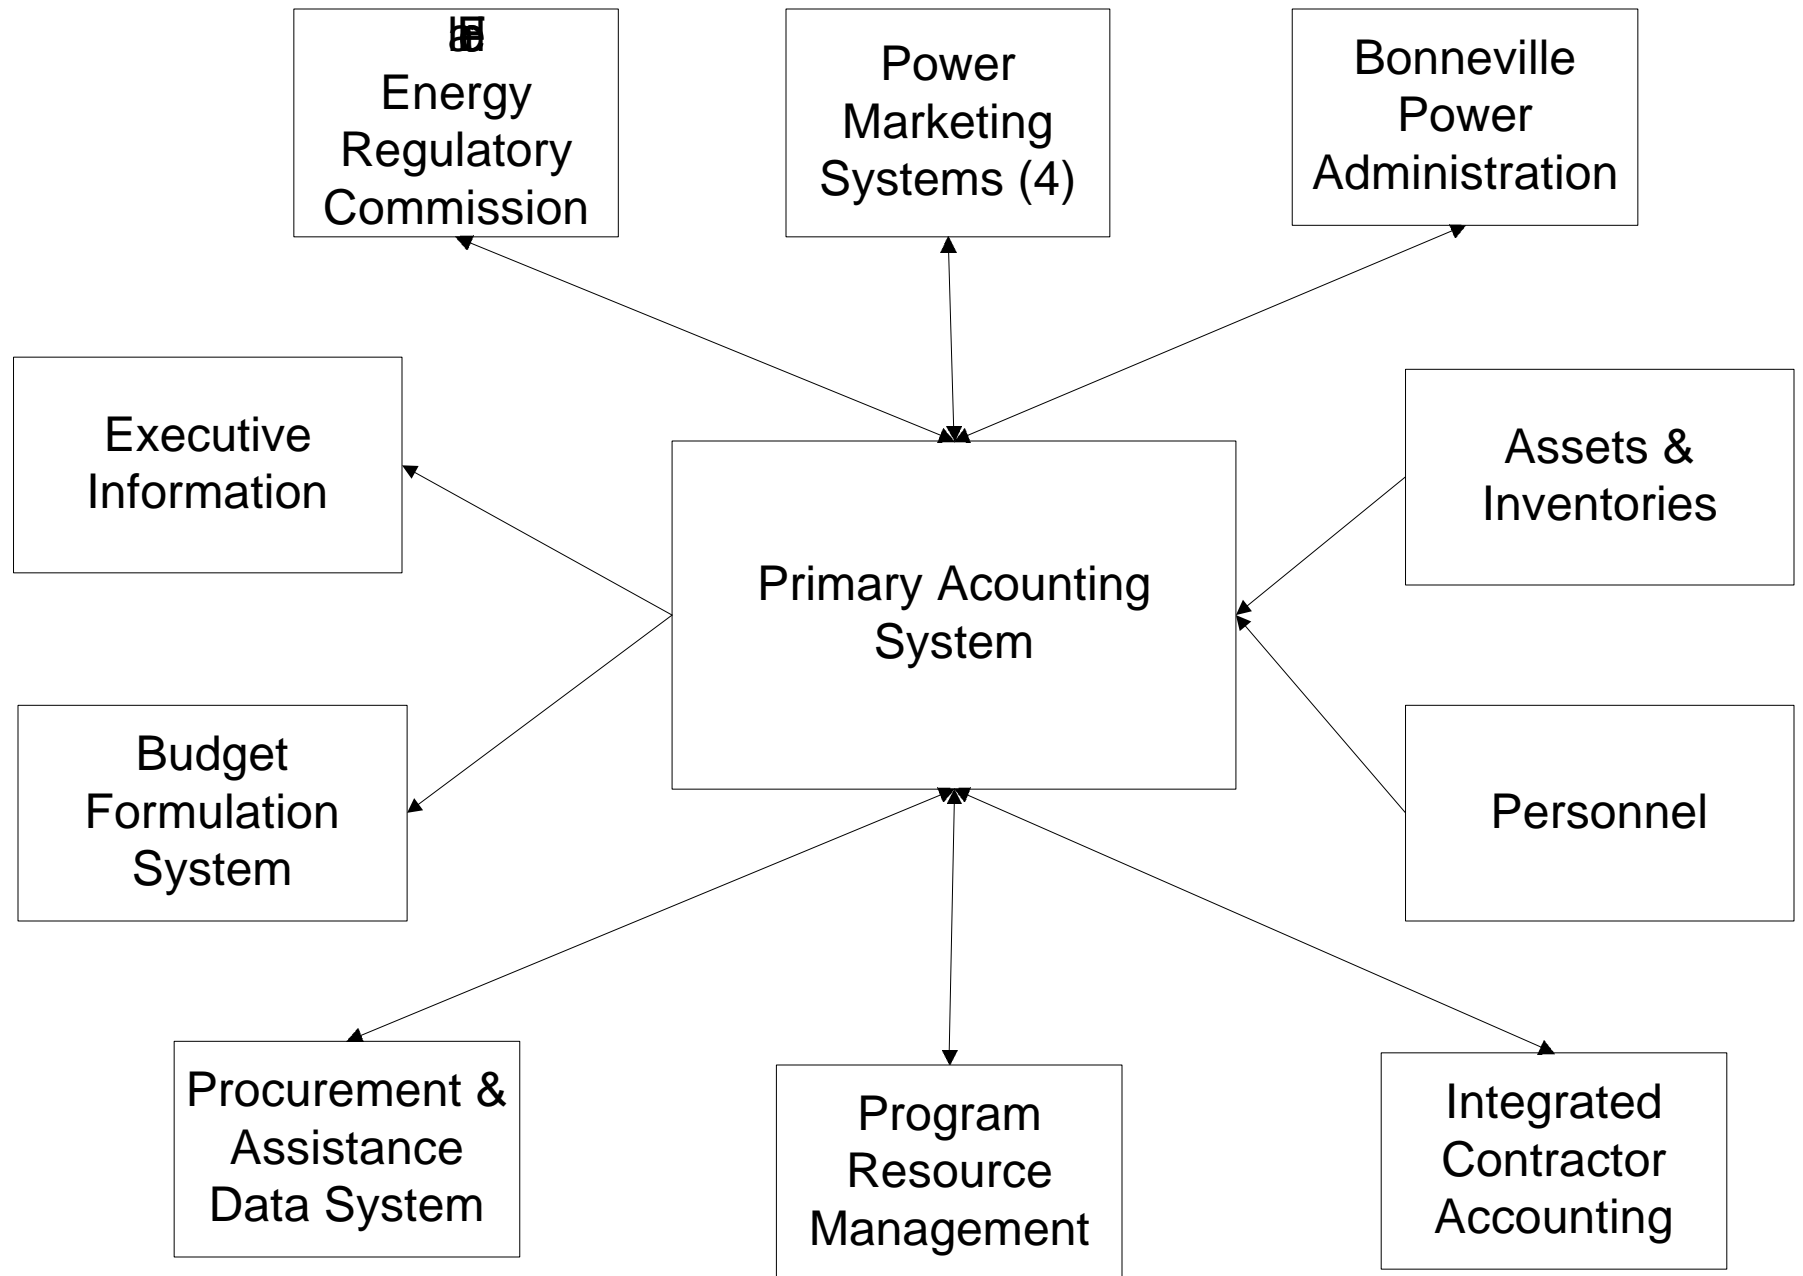 Energy
Regulatory
Commission
Power
Marketing
Systems (4)
Bonneville
Power
Administration
Executive
Information
Assets &
Inventories
Primary Acounting
System
Budget
Formulation
System
Personnel
Procurement &
Assistance
Data System
Program
Resource
Management
Integrated
Contractor
Accounting